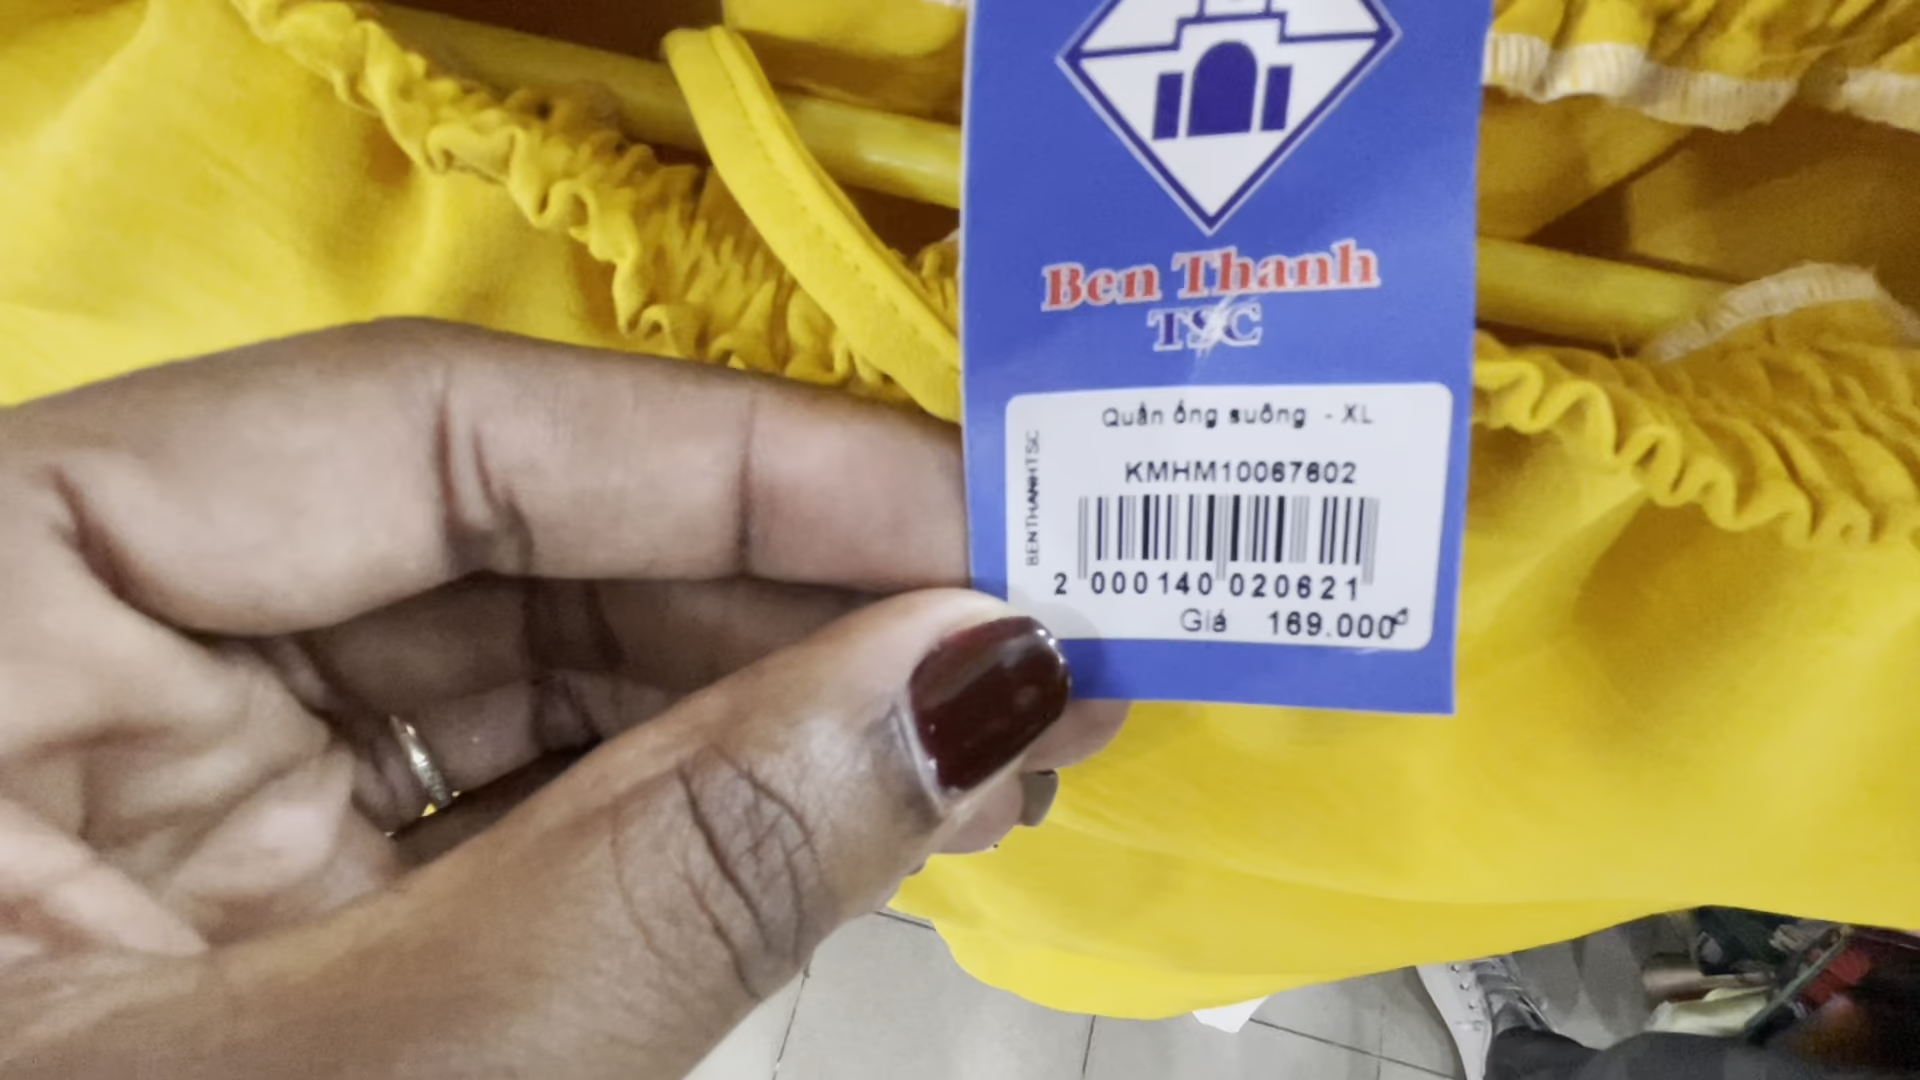 Ben Thanh
TSC
Quần ống suông - XL
KMHM10067602
BENTHANHTSC
2 000140 020621
Giá 169.000đ